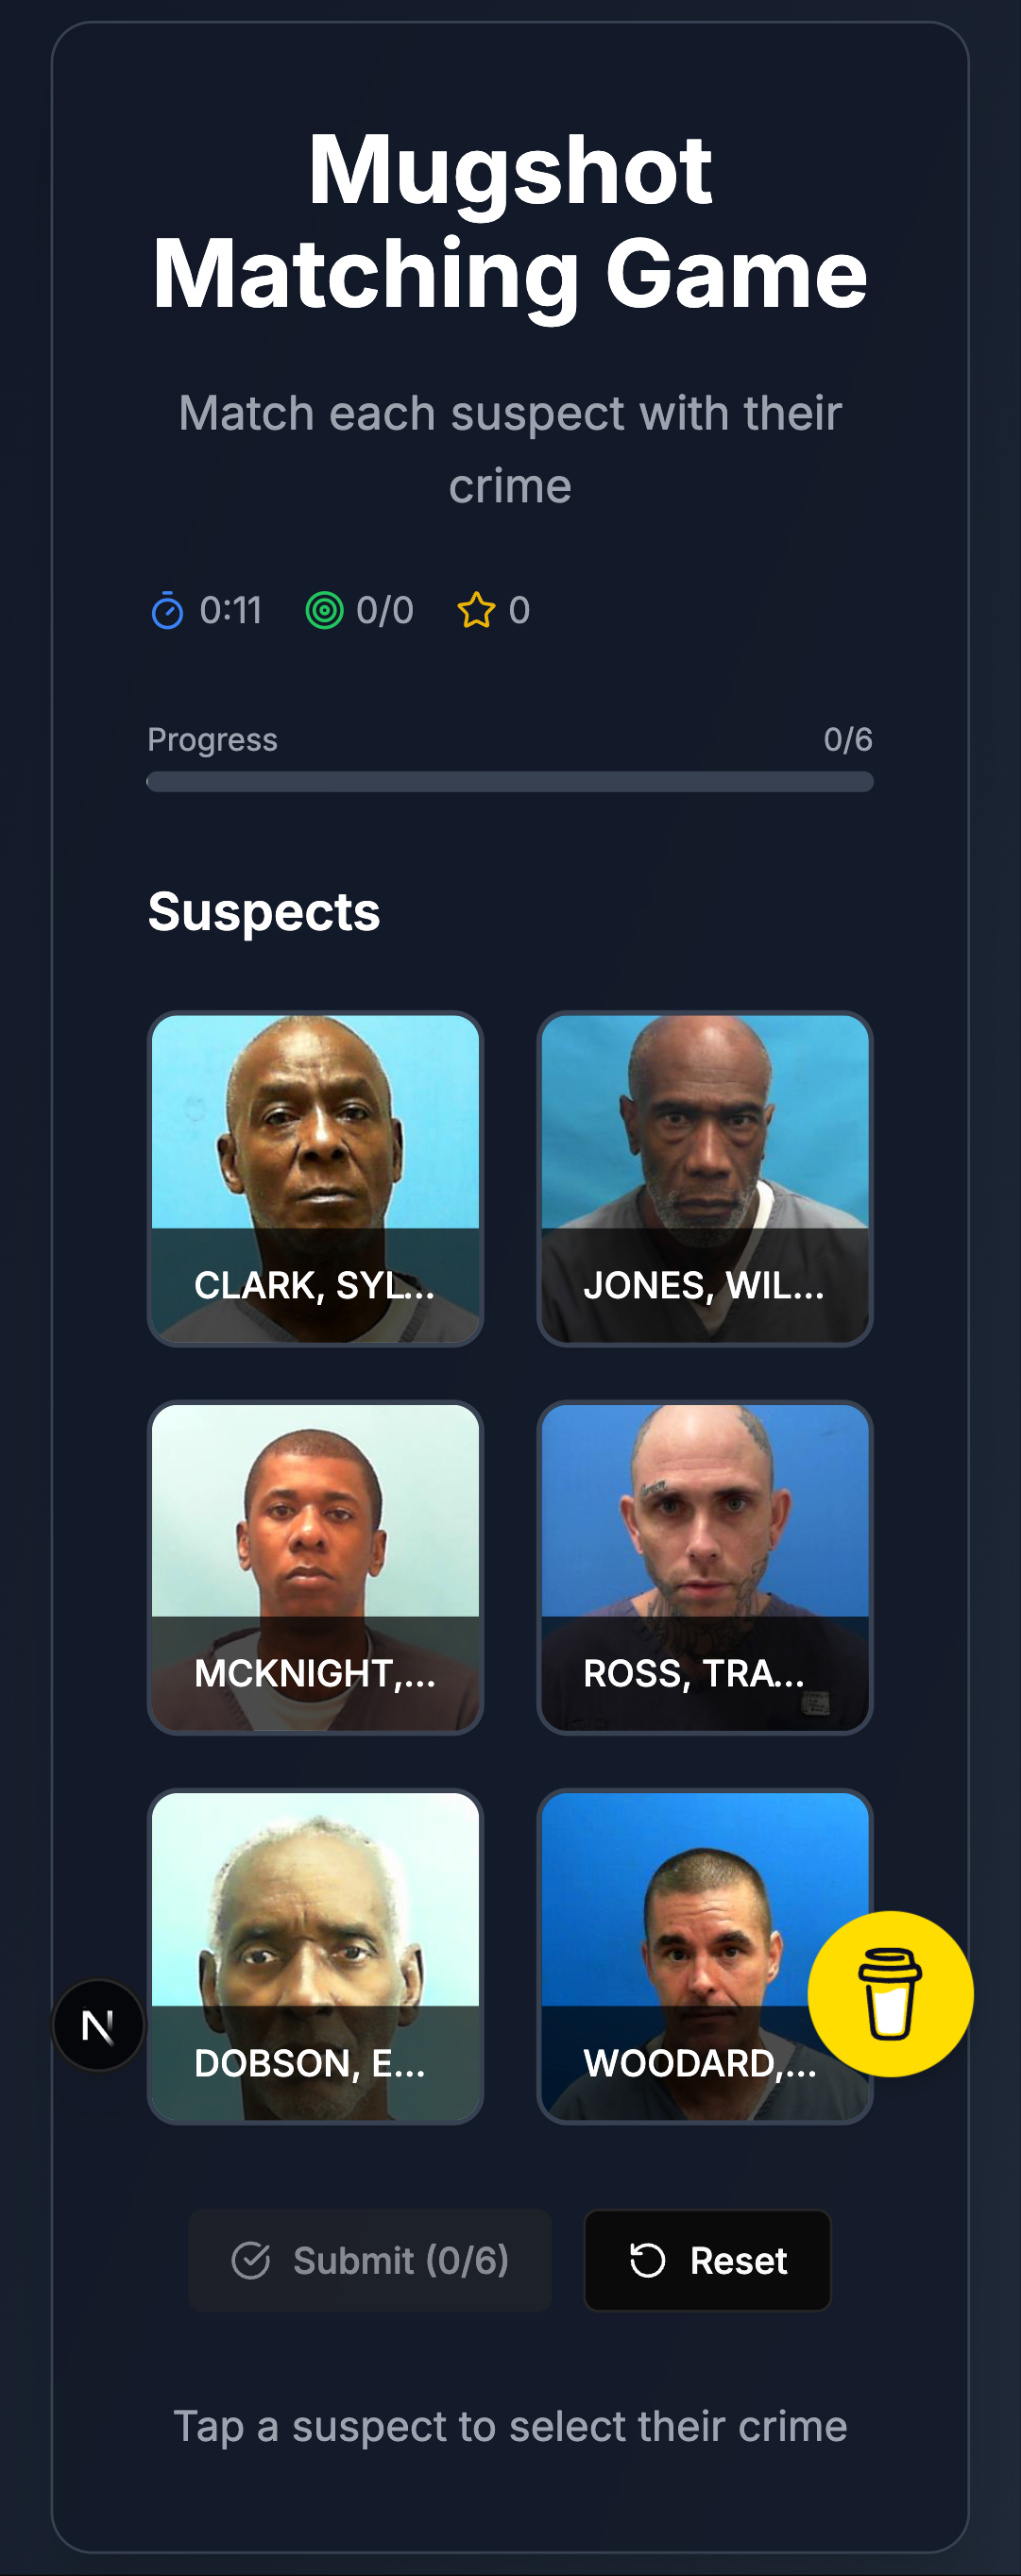 Mugshot
Matching Game
Match each suspect with their
crime
0:11 0/0 0
Progress 0/6
Suspects
CLARK, SYL... JONES, WIL...
MCKNIGHT,... ROSS, TRA...
DOBSON, E... WOODARD,...
N
Submit (0/6) Reset
Tap a suspect to select their crime